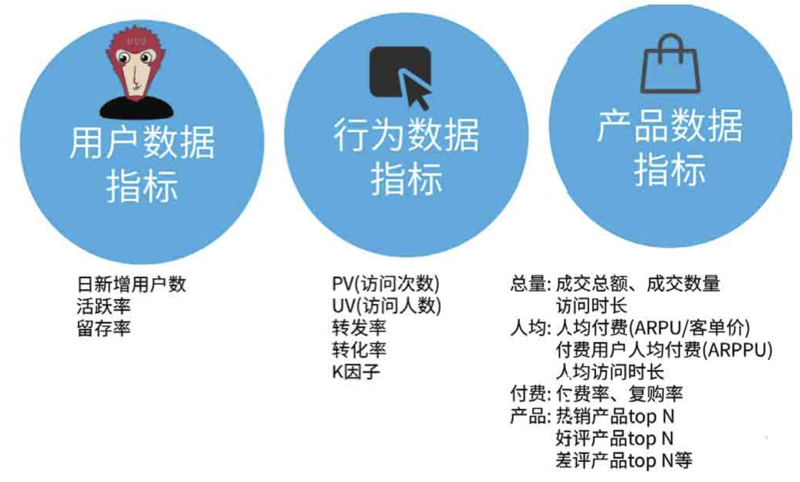 用户数据
指标
日新增用户数
活跃率
留存率
行为数据
指标
PV(访问次数)
UV(访问人数)
转发率
转化率
K因子
产品数据
指标
总量: 成交总额、成交数量
访问时长
人均: 人均付费(ARPU/客单价)
付费用户人均付费(ARPPU)
人均访问时长
付费: 付费率、复购率
产品: 热销产品top N
好评产品top N
差评产品top N等